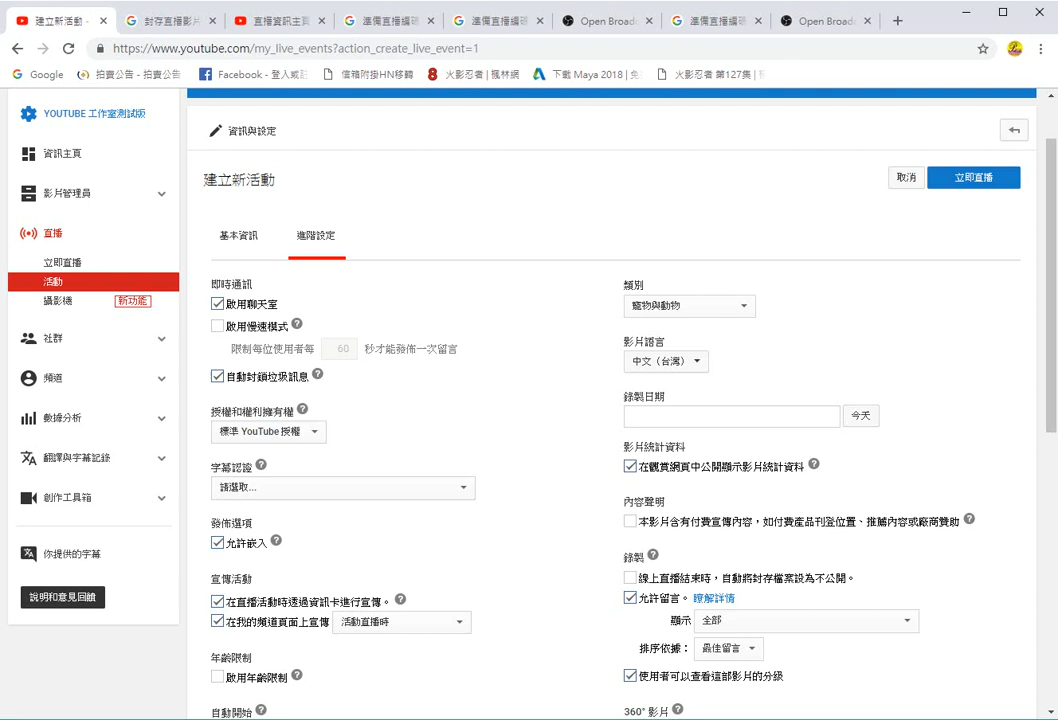 建立新活動 -
封存直播影片
直播資訊主頁
準備直播編碼
準備直播編碼
Open Broad
準備直播編碼
Open Broad
https://www.youtube.com/my_live_events?action_create_live_event=1
Google
拍賣公告 - 拍賣公告
Facebook - 登入或註
信箱附掛HN移轉
火影忍者 | 楓林網
下載 Maya 2018 | 免
火影忍者 第127集 |
YOUTUBE 工作室測試版
資訊主頁
影片管理員
直播
立即直播
活動
攝影機
新功能
社群
頻道
數據分析
翻譯與字幕記錄
創作工具箱
你提供的字幕
說明和意見回饋
資訊與設定
建立新活動
取消
立即直播
基本資訊
進階設定
即時通訊
啟用聊天室
啟用慢速模式
限制每位使用者每 60 秒才能發佈一次留言
自動封鎖垃圾訊息
授權和權利擁有權
標準 YouTube 授權
字幕認證
請選取...
發佈選項
允許嵌入
宣傳活動
在直播活動時透過資訊卡進行宣傳。
在我的頻道頁面上宣傳 活動直播時
年齡限制
啟用年齡限制
自動開始
類別
寵物與動物
影片語言
中文（台灣）
錄製日期
今天
影片統計資料
在觀賞網頁中公開顯示影片統計資料
內容聲明
本影片含有付費宣傳內容，如付費產品刊登位置、推薦內容或廠商贊助
錄製
線上直播結束時，自動將封存檔案設為不公開。
允許留言。 瞭解詳情
顯示 全部
排序依據： 最佳留言
使用者可以查看這部影片的分級
360° 影片